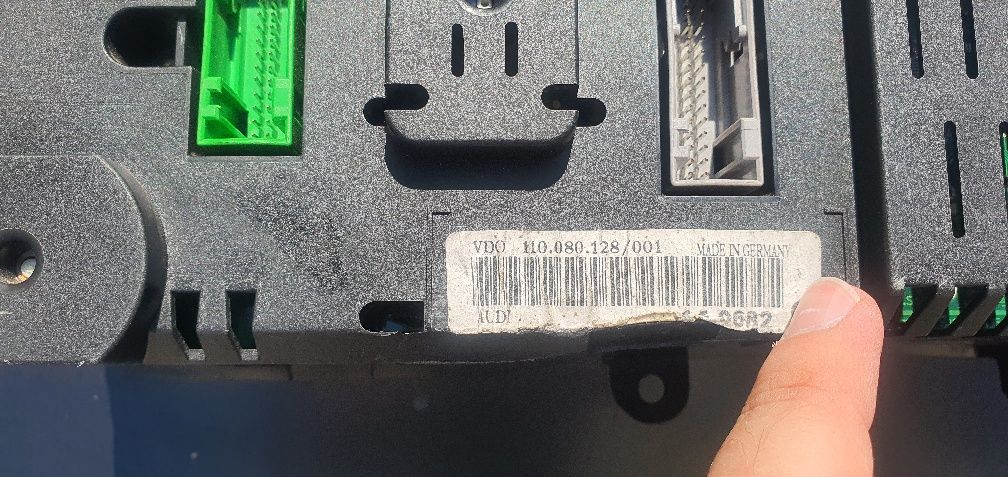 VDO 110.080.128/001 MADE IN GERMANY
AUDI